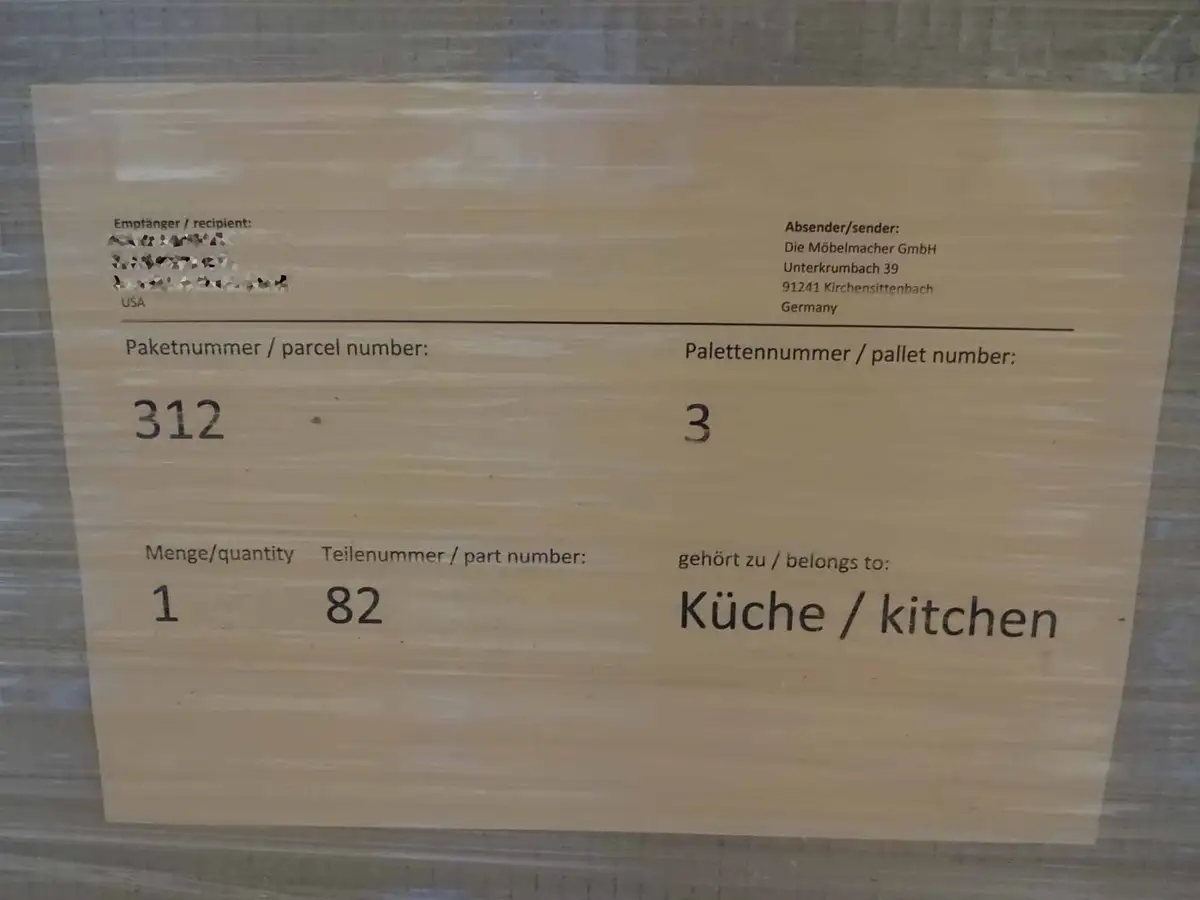 Empfänger / recipient:
USA
Absender/sender:
Die Möbelmacher GmbH
Unterkrumbach 39
91241 Kirchensittenbach
Germany
Paketnummer / parcel number:
312
Palettennummer / pallet number:
3
Menge/quantity
1
Teilenummer / part number:
82
gehört zu / belongs to:
Küche / kitchen